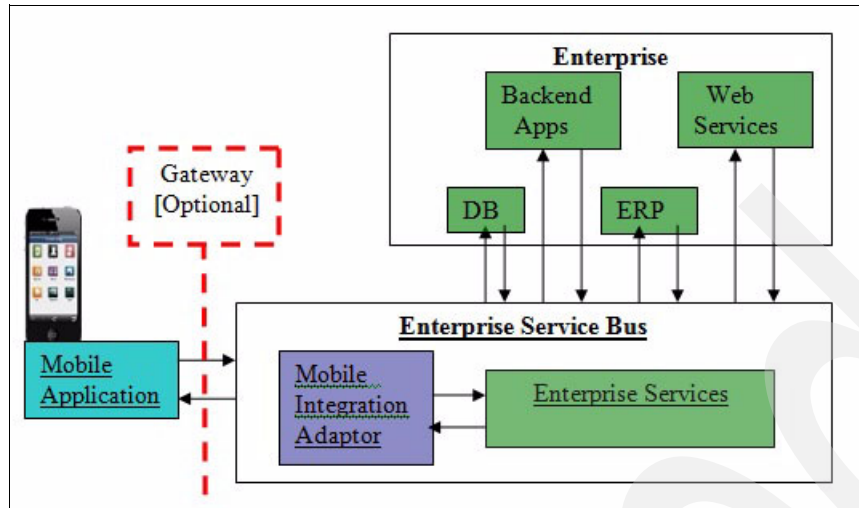 Enterprise
Backend
Apps
Web
Services
Gateway
[Optional]
DB
ERP
Enterprise Service Bus
Mobile
Application
Mobile
Integration
Adaptor
Enterprise Services